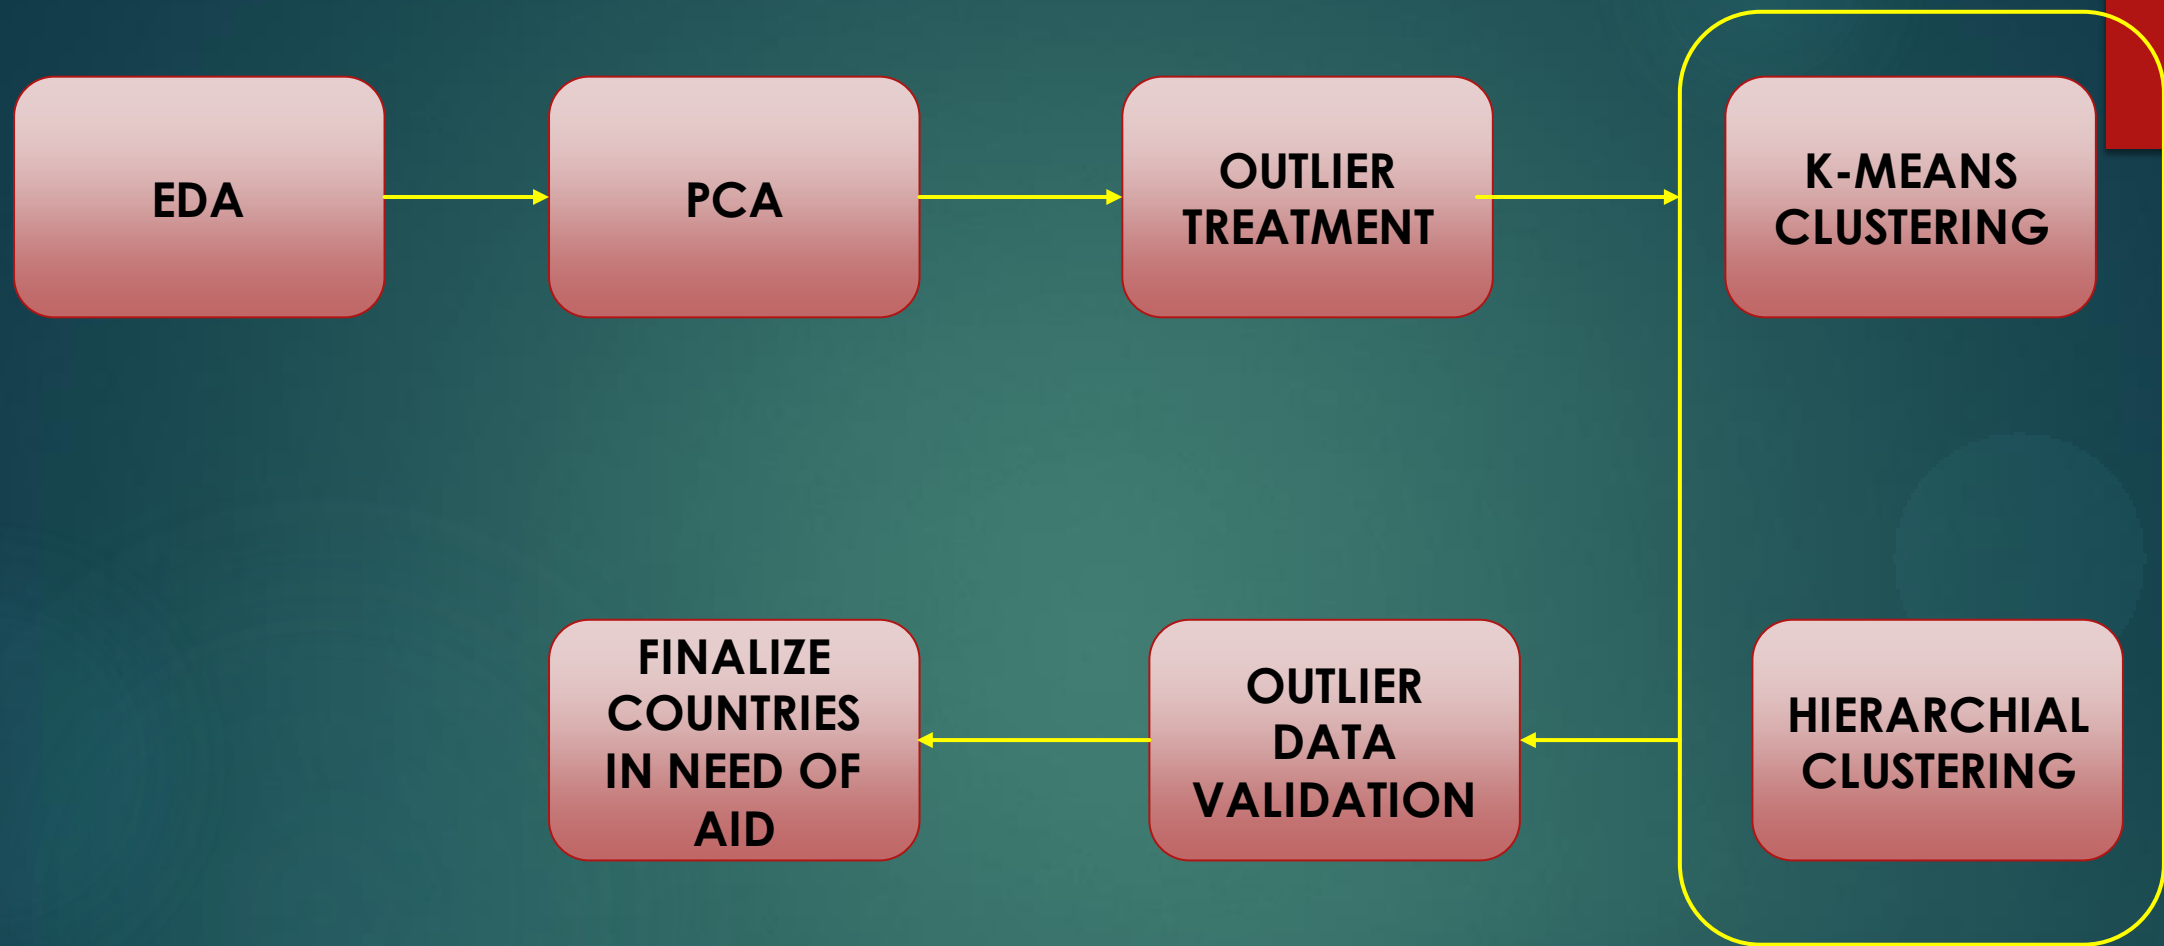 EDA
PCA
OUTLIER
TREATMENT
K-MEANS
CLUSTERING
HIERARCHIAL
CLUSTERING
OUTLIER
DATA
VALIDATION
FINALIZE
COUNTRIES
IN NEED OF
AID